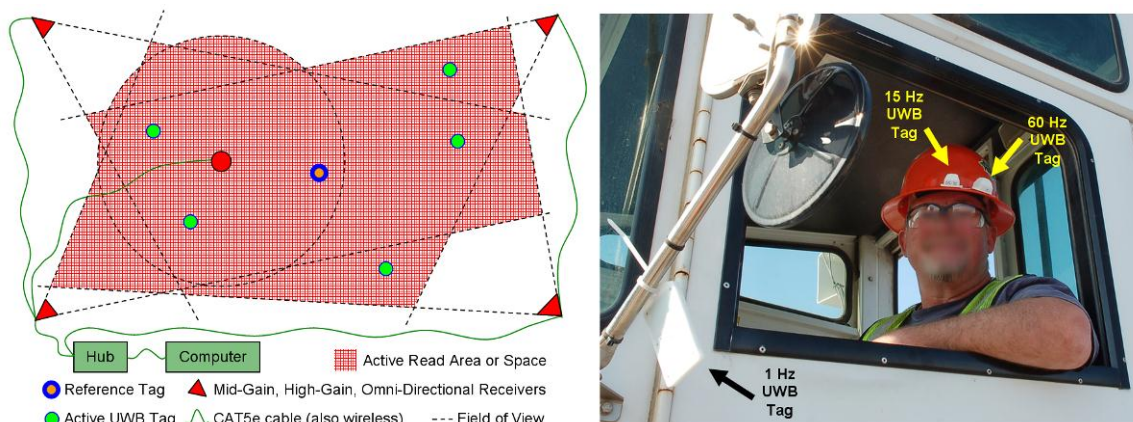 Hub
Computer
Active Read Area or Space
Reference Tag
Mid-Gain, High-Gain, Omni-Directional Receivers
Active UWB Tag
CAT5e cable (also wireless)
Field of View
15 Hz
UWB
Tag
60 Hz
UWB
Tag
1 Hz
UWB
Tag